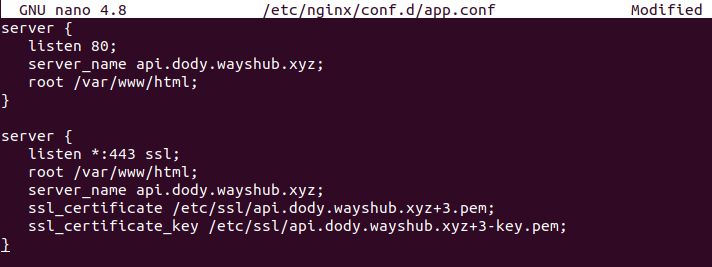 GNU nano 4.8 /etc/nginx/conf.d/app.conf Modified
server {
listen 80;
server_name api.dody.wayshub.xyz;
root /var/www/html;
}
server {
listen *:443 ssl;
root /var/www/html;
server_name api.dody.wayshub.xyz;
ssl_certificate /etc/ssl/api.dody.wayshub.xyz+3.pem;
ssl_certificate_key /etc/ssl/api.dody.wayshub.xyz+3-key.pem;
}